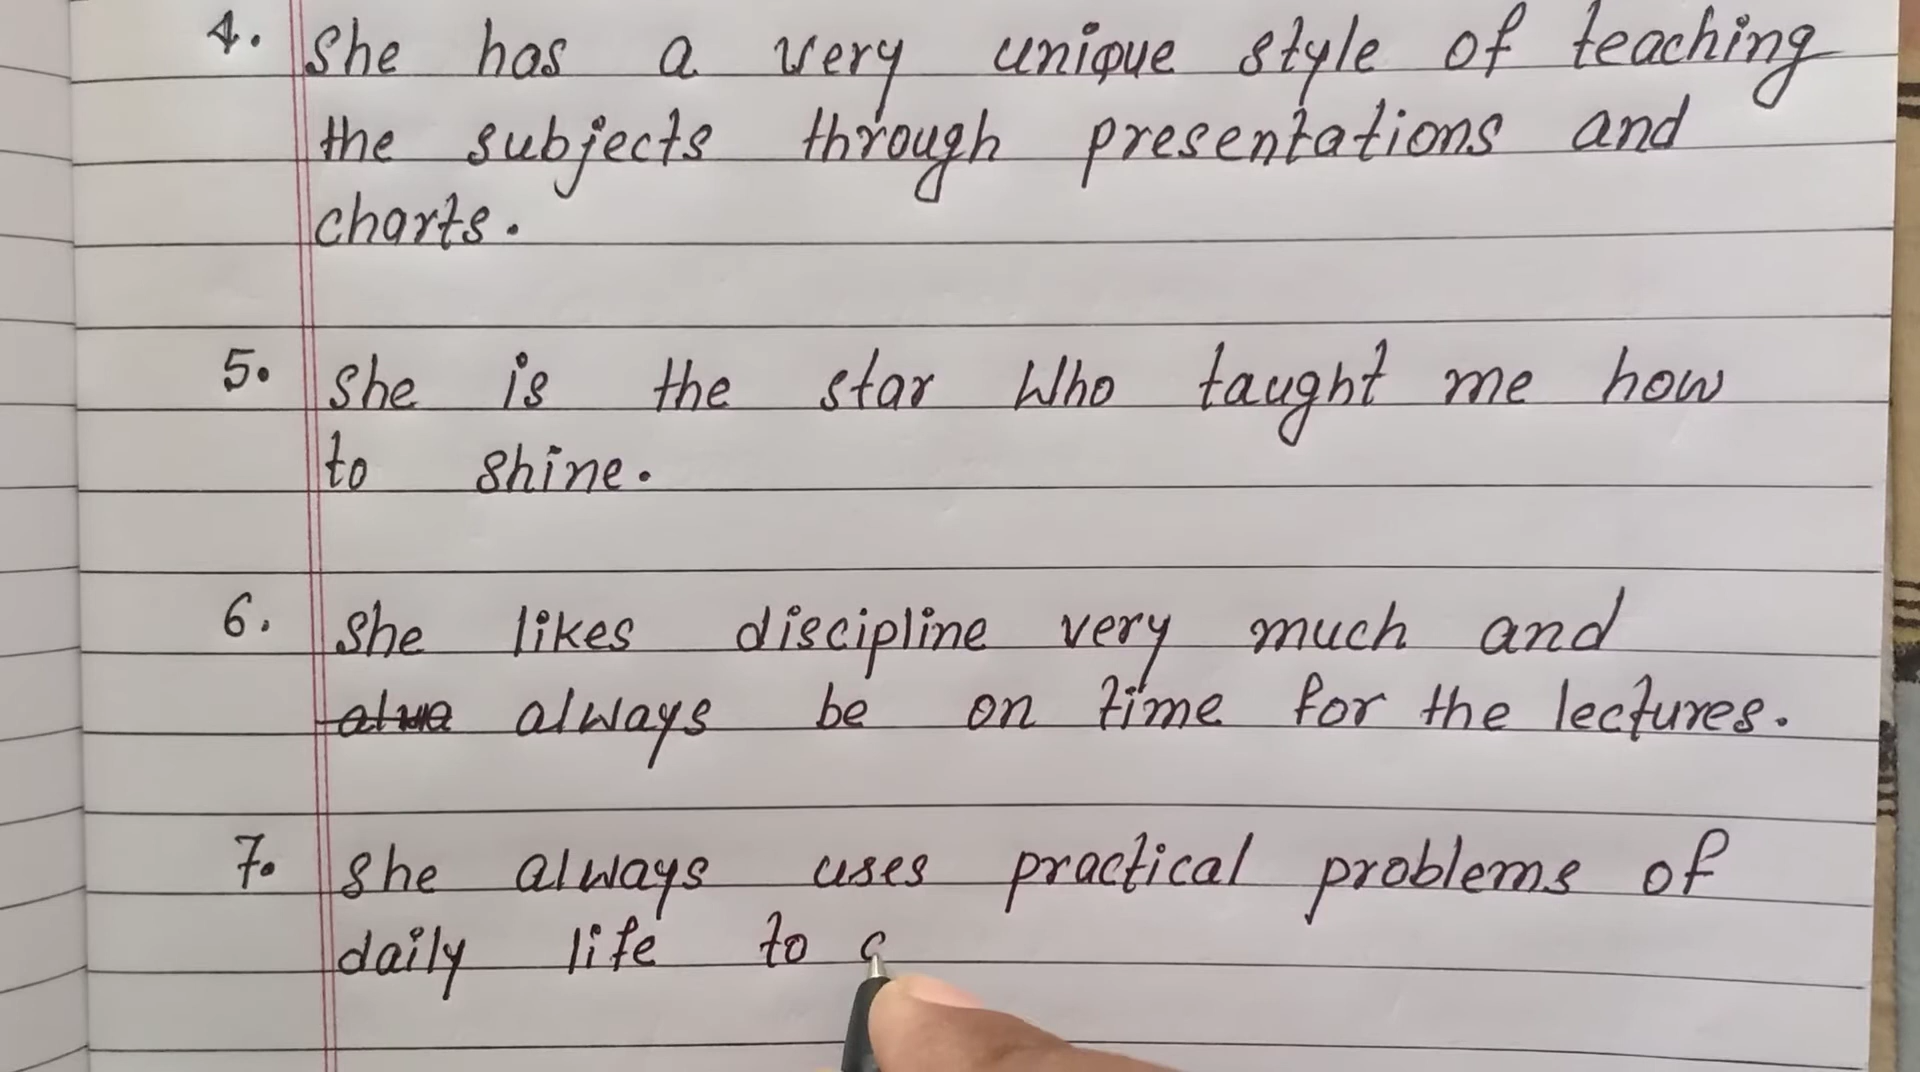 4. She has a very unique style of teaching
the subjects through presentations and
charts.
5. She is the star who taught me how
to shine.
6. She likes discipline very much and
alwa always be on time for the lectures.
7. She always uses practical problems of
daily life to